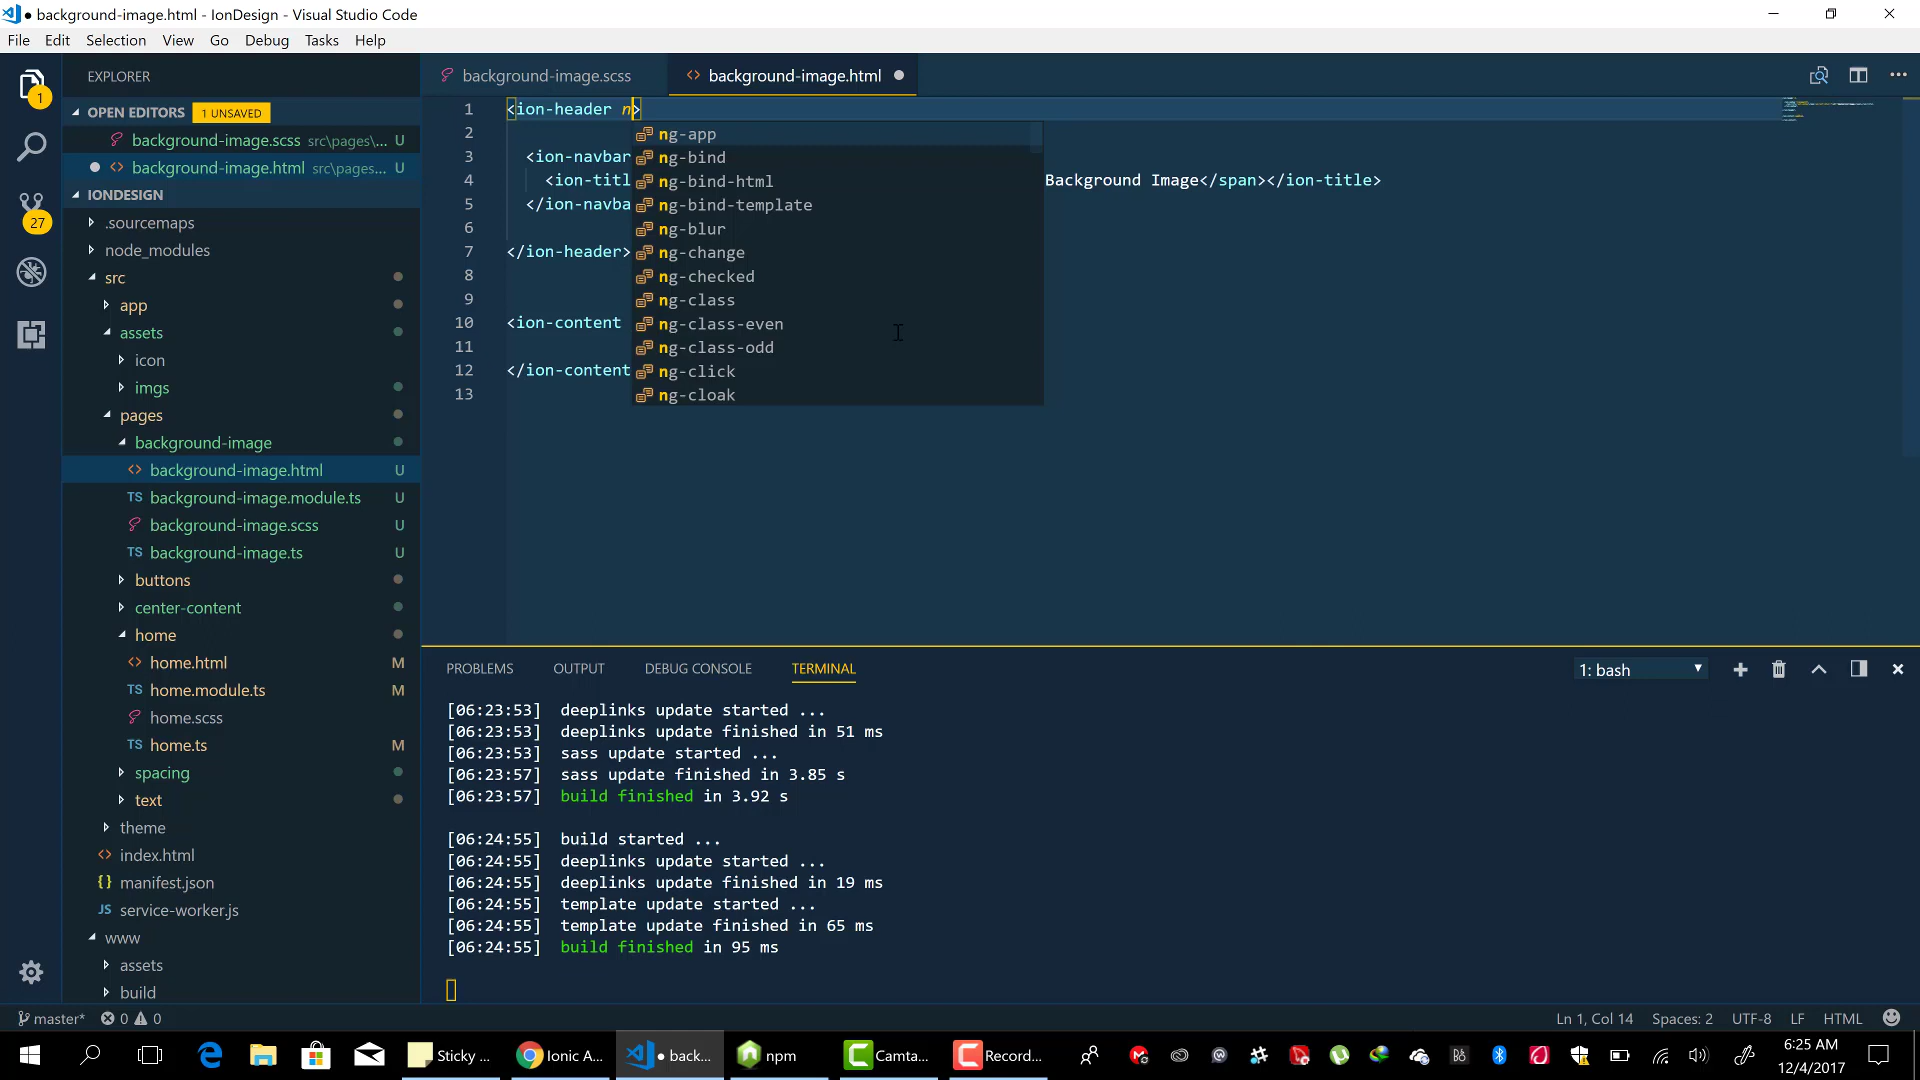 background-image.html - IonDesign - Visual Studio Code
File Edit Selection View Go Debug Tasks Help
EXPLORER
OPEN EDITORS 1 UNSAVED
background-image.scss src\pages\... U
background-image.html src\pages... U
IONDESIGN
.sourcemaps
node_modules
src
app
assets
icon
imgs
pages
background-image
background-image.html U
background-image.module.ts U
background-image.scss U
background-image.ts U
buttons
center-content
home
home.html M
home.module.ts M
home.scss
home.ts M
spacing
text
theme
index.html
manifest.json
service-worker.js
www
assets
build
1
27
background-image.scss
background-image.html
1 <ion-header n>
2
3 <ion-navbar
4 <ion-titl Background Image</span></ion-title>
5 </ion-navba
6
7 </ion-header>
8
9
10 <ion-content
11
12 </ion-content
13
ng-app
ng-bind
ng-bind-html
ng-bind-template
ng-blur
ng-change
ng-checked
ng-class
ng-class-even
ng-class-odd
ng-click
ng-cloak
PROBLEMS OUTPUT DEBUG CONSOLE TERMINAL 1: bash
[06:23:53] deeplinks update started ...
[06:23:53] deeplinks update finished in 51 ms
[06:23:53] sass update started ...
[06:23:57] sass update finished in 3.85 s
[06:23:57] build finished in 3.92 s
[06:24:55] build started ...
[06:24:55] deeplinks update started ...
[06:24:55] deeplinks update finished in 19 ms
[06:24:55] template update started ...
[06:24:55] template update finished in 65 ms
[06:24:55] build finished in 95 ms
master* 0 0 Ln 1, Col 14 Spaces: 2 UTF-8 LF HTML
Sticky ... Ionic A... • back... npm Camta... Record...
6:25 AM
12/4/2017